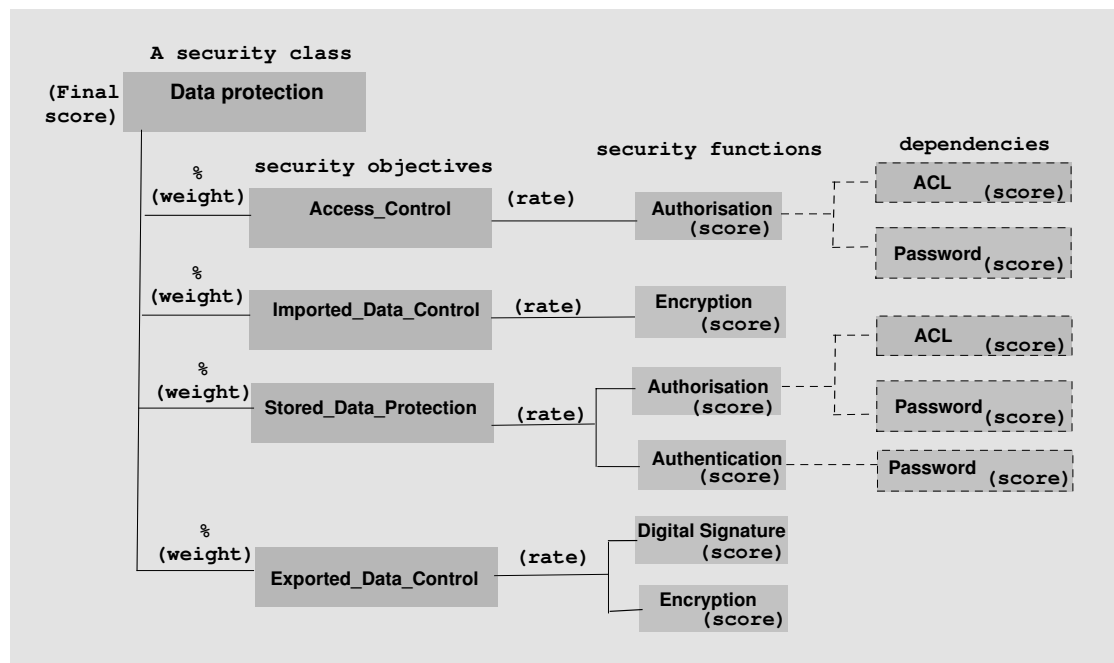 A security class
(Final
score)
Data protection
security objectives
security functions
dependencies
%
(weight)
Access_Control
(rate)
Authorisation
(score)
ACL
(score)
Password
(score)
%
(weight)
Imported_Data_Control
(rate)
Encryption
(score)
%
(weight)
Stored_Data_Protection
(rate)
Authorisation
(score)
ACL
(score)
Password
(score)
Authentication
(score)
Password
(score)
%
(weight)
Exported_Data_Control
(rate)
Digital Signature
(score)
Encryption
(score)